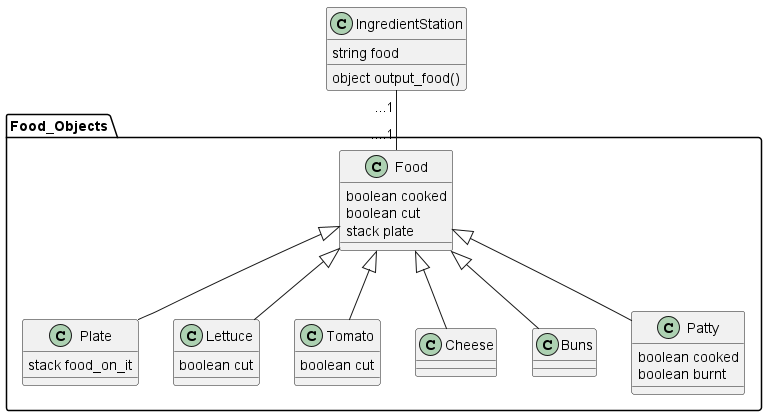 C IngredientStation
string food
object output_food()
...1
Food_Objects
....1
C Food
boolean cooked
boolean cut
stack plate
C Plate
stack food_on_it
C Lettuce
boolean cut
C Tomato
boolean cut
C Cheese
C Buns
C Patty
boolean cooked
boolean burnt